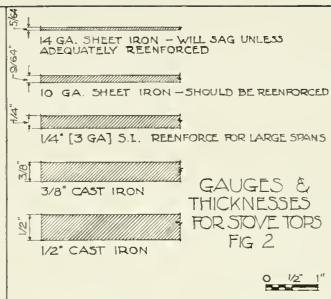 5/64"
14 GA. SHEET IRON – WILL SAG UNLESS
ADEQUATELY REENFORCED
9/64"
10 GA. SHEET IRON – SHOULD BE REENFORCED
1/4"
1/4" [3 GA] S.I. REENFORCE FOR LARGE SPANS
3/8"
3/8" CAST IRON
1/2"
1/2" CAST IRON
GAUGES &
THICKNESSES
FOR STOVE TOPS
FIG 2
0 1/2" 1"